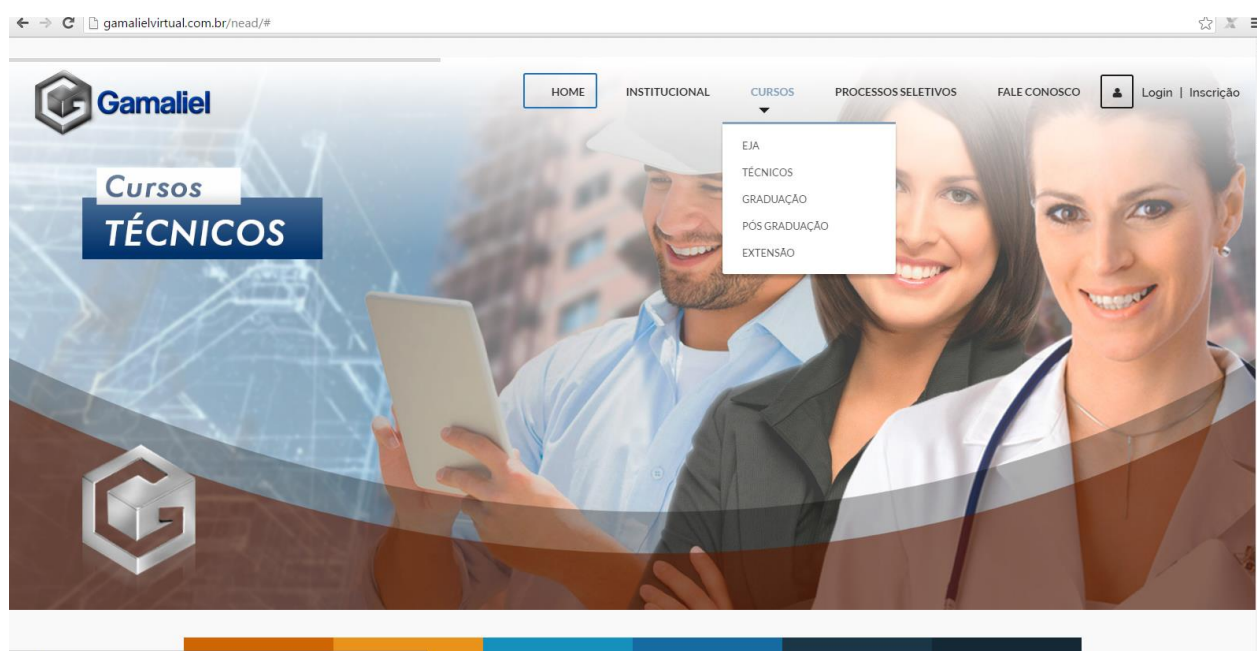 gamalielvirtual.com.br/nead/#
Gamaliel
HOME INSTITUCIONAL CURSOS PROCESSOS SELETIVOS FALE CONOSCO Login | Inscrição
EJA
TÉCNICOS
GRADUAÇÃO
PÓS GRADUAÇÃO
EXTENSÃO
Cursos
TÉCNICOS